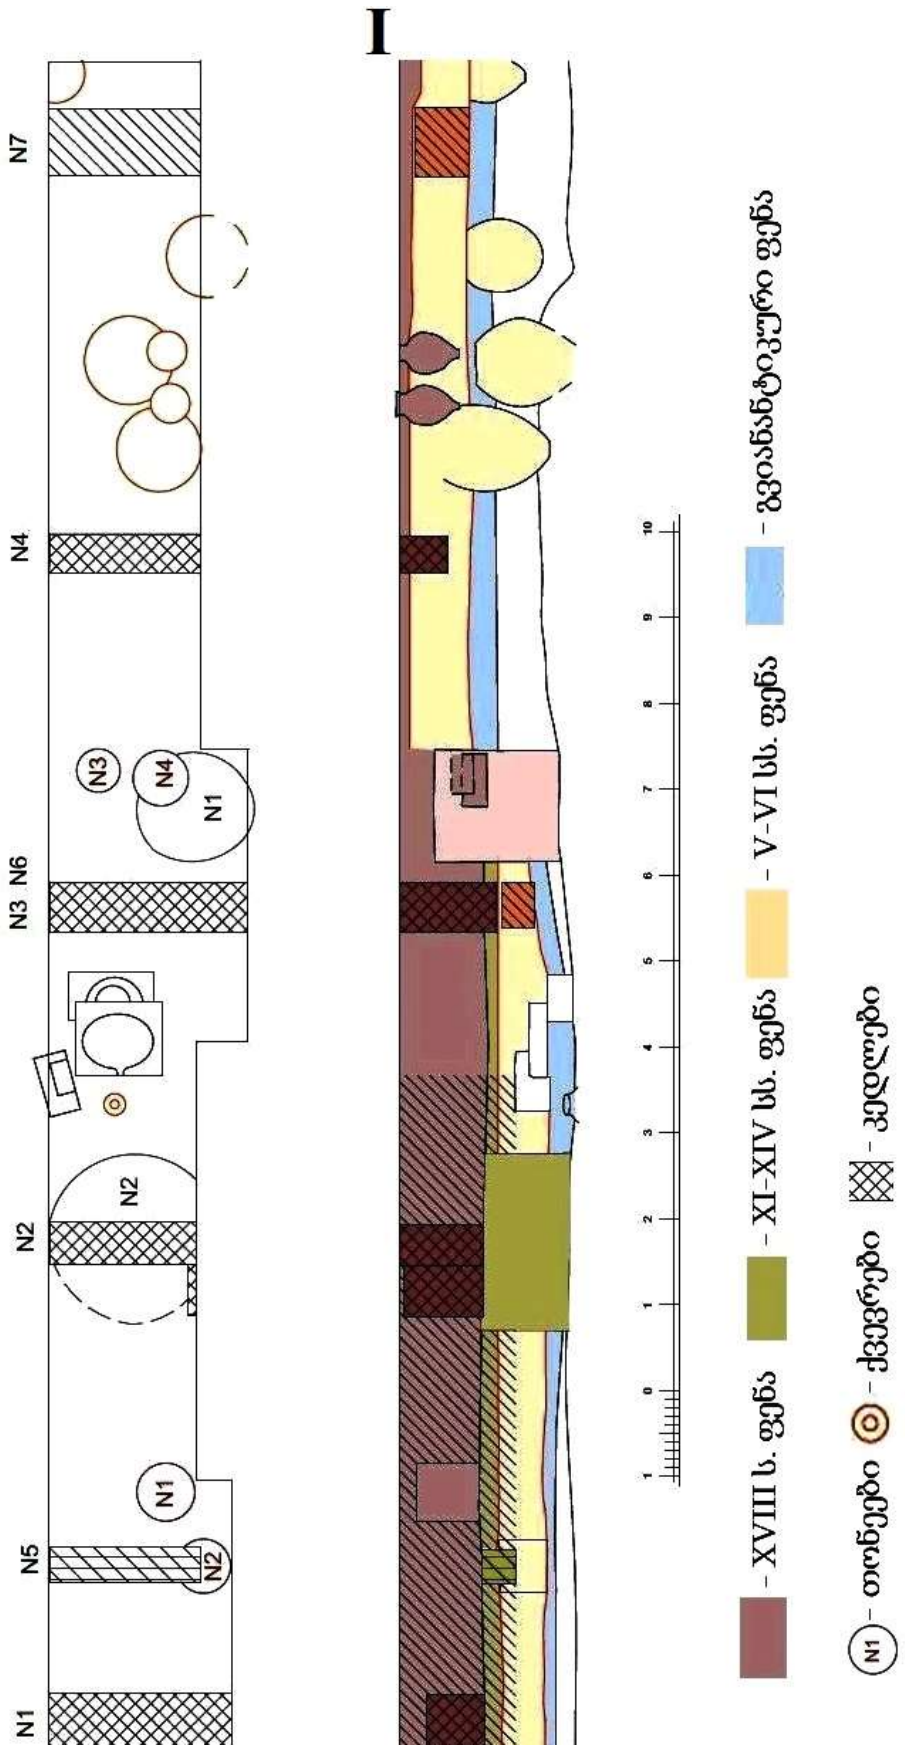 I
N7
N4
N3
N4
N1
N6
N3
N2
N2
N1
N5
N2
N1
10
9
8
7
6
5
4
3
2
1
0
1
XVIII ს. ფენა
XI-XIV სს. ფენა
V-VI სს. ფენა
გვიანანტიკური ფენა
N1 - თონეები
- ქვევრები
- კედლები